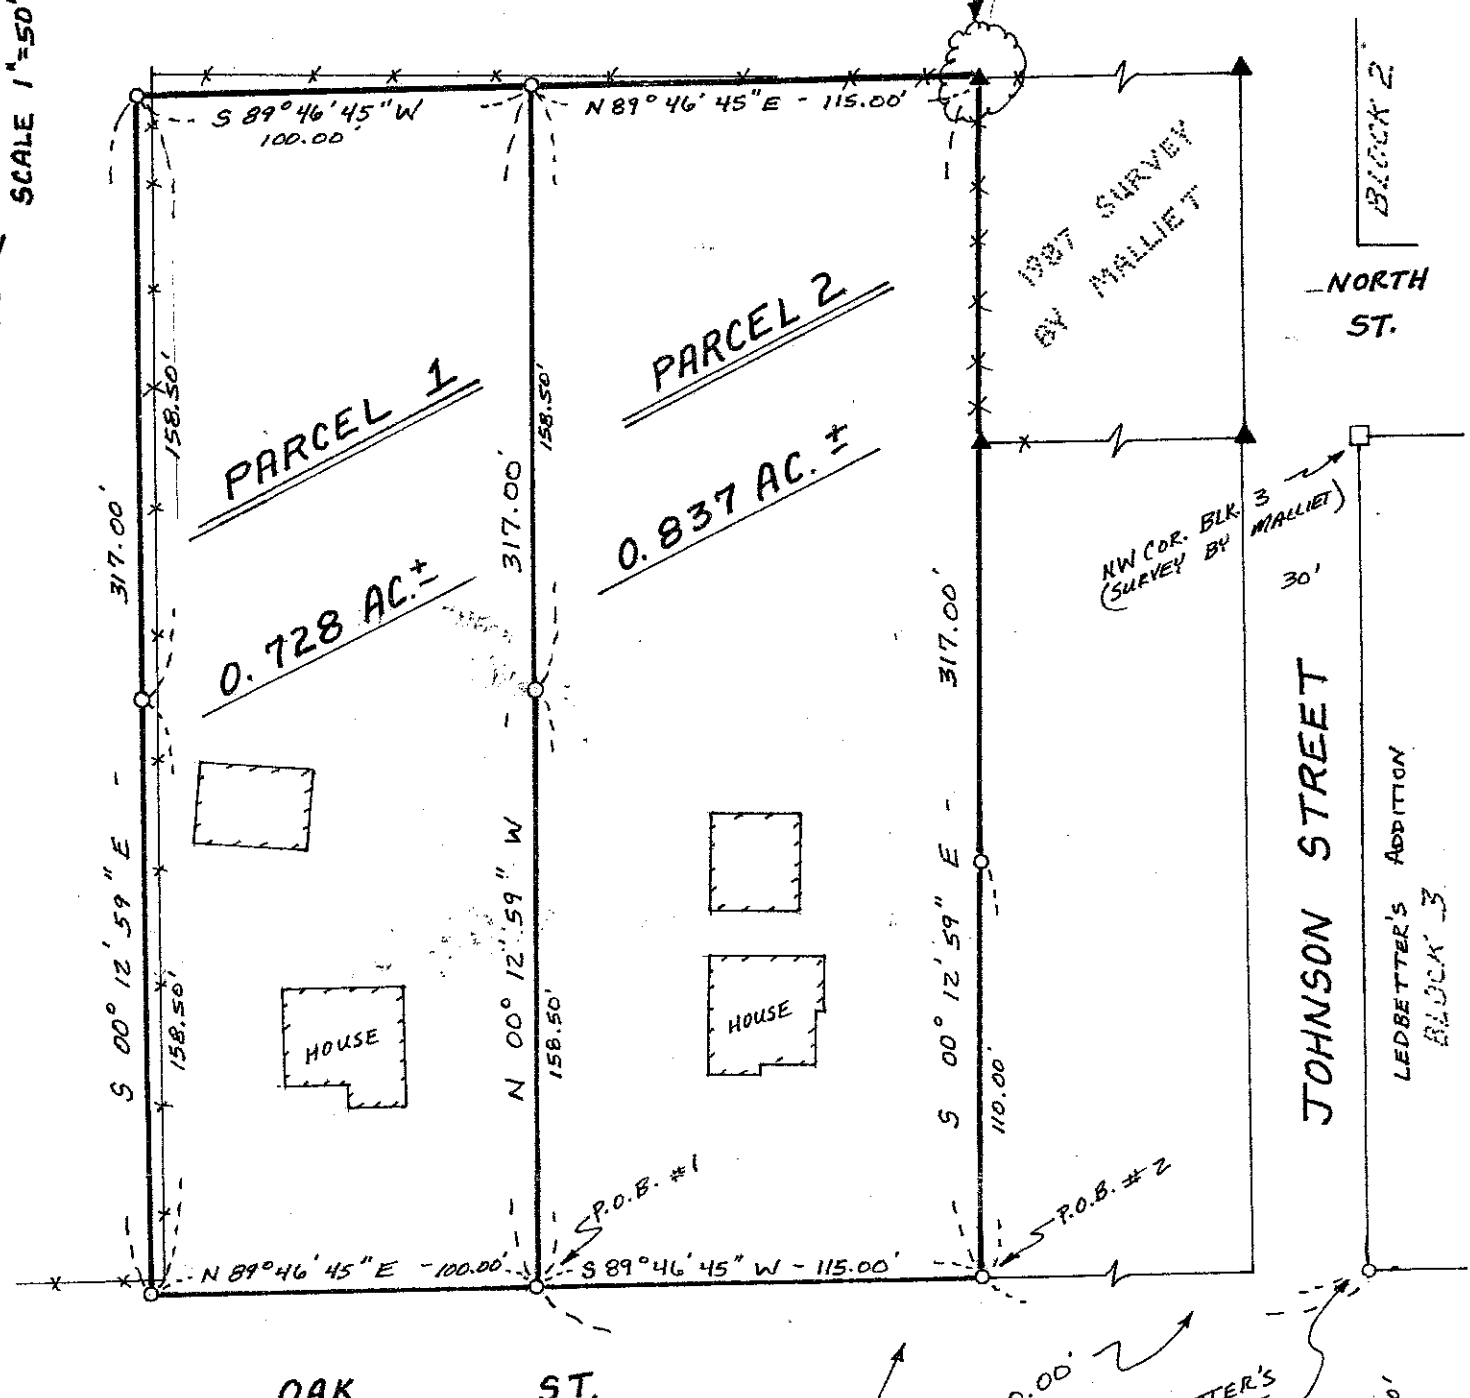 SCALE 1"=50'
S 89° 46' 45" W
100.00'
N 89° 46' 45" E - 115.00'
BLOCK 2
1987 SURVEY
BY MALLIET
NORTH
ST.
PARCEL 1
0.728 AC.±
PARCEL 2
0.837 AC.±
158.50'
158.50'
317.00'
317.00'
317.00'
NW COR. BLK. 3
(SURVEY BY MALLIET)
30'
S 00° 12' 59" E -
N 00° 12' 59" W -
S 00° 12' 59" E -
158.50'
158.50'
110.00'
HOUSE
HOUSE
JOHNSON STREET
LEDBETTER'S ADDITION
BLOCK 3
P.O.B. #1
P.O.B. #2
N 89° 46' 45" E - 100.00'
S 89° 46' 45" W - 115.00'
OAK ST.